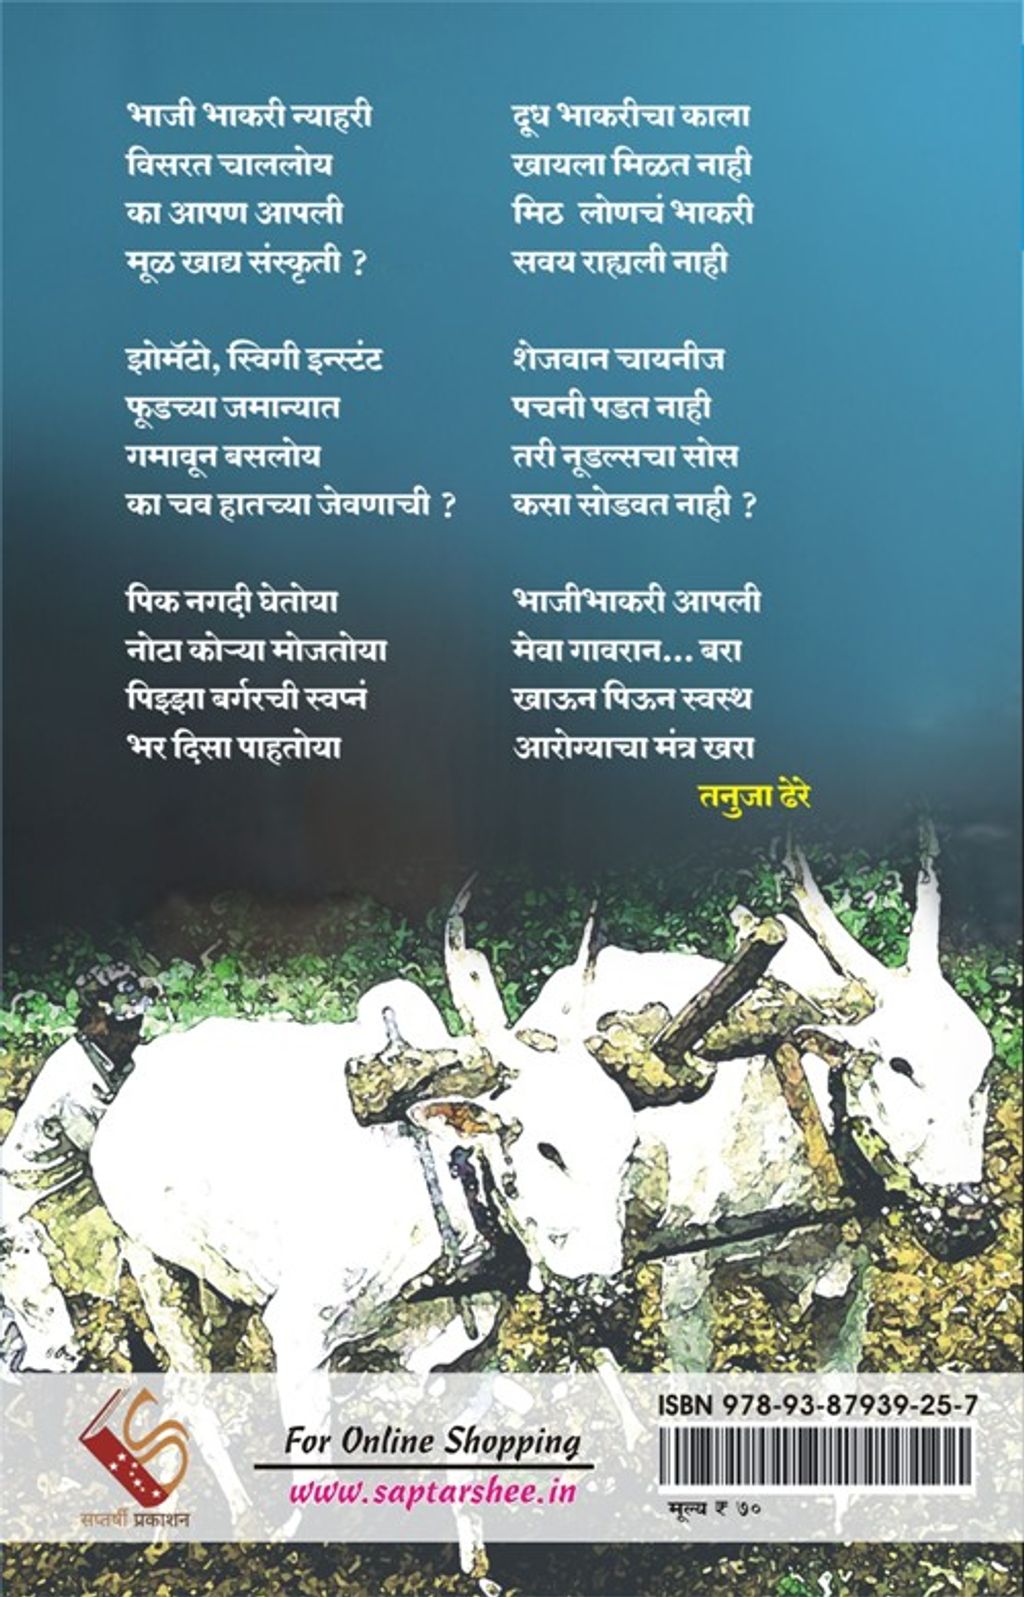 भाजी भाकरी न्याहरी
विसरत चाललोय
का आपण आपली
मूळ खाद्य संस्कृती ?
झोमॅटो, स्विगी इन्स्टंट
फूडच्या जमान्यात
गमावून बसलोय
का चव हातच्या जेवणाची ?
पिक नगदी घेतोया
नोटा कोऱ्या मोजतोया
पिझ्झा बर्गरची स्वप्नं
भर दिसा पाहतोया
दूध भाकरीचा काला
खायला मिळत नाही
मिठ लोणचं भाकरी
सवय राह्यली नाही
शेजवान चायनीज
पचनी पडत नाही
तरी नूडल्सचा सोस
कसा सोडवत नाही ?
भाजीभाकरी आपली
मेवा गावरान... बरा
खाऊन पिऊन स्वस्थ
आरोग्याचा मंत्र खरा
तनुजा ढेरे
सप्तर्षी प्रकाशन
For Online Shopping
www.saptarshee.in
ISBN 978-93-87939-25-7
मूल्य ₹ ७०